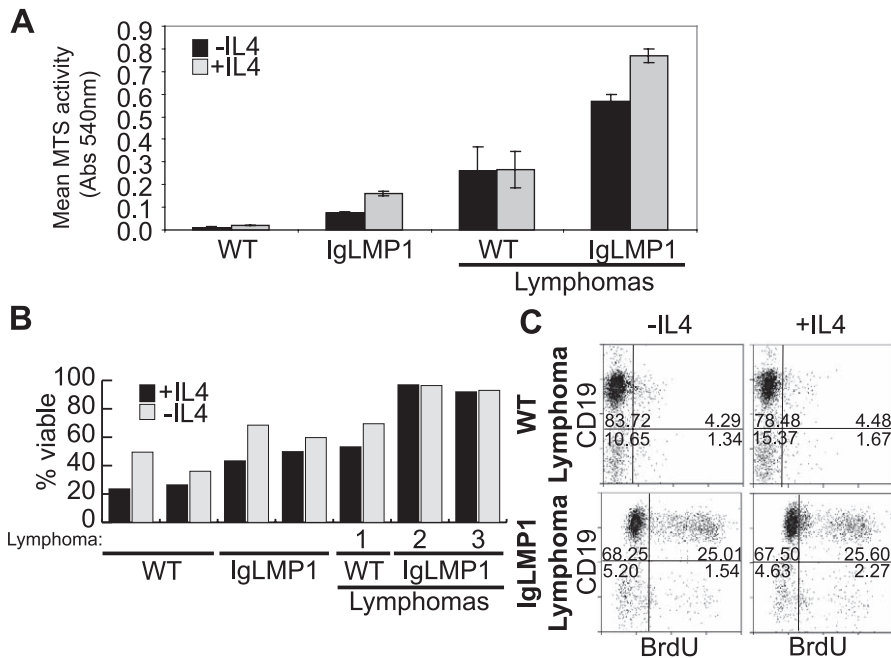 A
Mean MTS activity
(Abs 540nm)
0.9
0.8
0.7
0.6
0.5
0.4
0.3
0.2
0.1
0.0
-IL4
+IL4
WT
IgLMP1
WT
IgLMP1
Lymphomas
B
% viable
100
80
60
40
20
0
+IL4
-IL4
Lymphoma:
1
2
3
WT
IgLMP1
WT
IgLMP1
Lymphomas
C
-IL4
+IL4
WT
Lymphoma
CD19
83.72
4.29
10.65
1.34
78.48
4.48
15.37
1.67
IgLMP1
Lymphoma
CD19
68.25
25.01
5.20
1.54
67.50
25.60
4.63
2.27
BrdU
BrdU